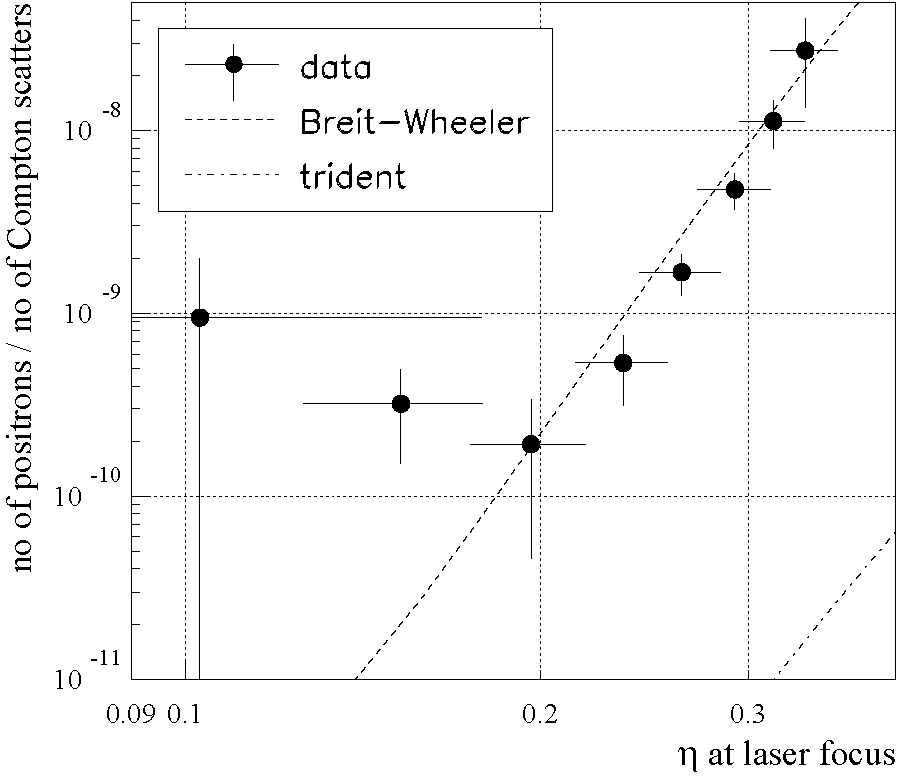 no of positrons / no of Compton scatters
data
Breit-Wheeler
trident
10 -8
10 -9
10 -10
10 -11
0.09 0.1 0.2 0.3
η at laser focus